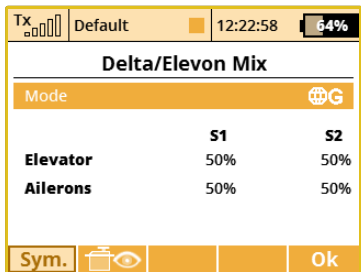 Tx Default 12:22:58 64%
Delta/Elevon Mix
Mode G
S1 S2
Elevator 50% 50%
Ailerons 50% 50%
Sym. Ok